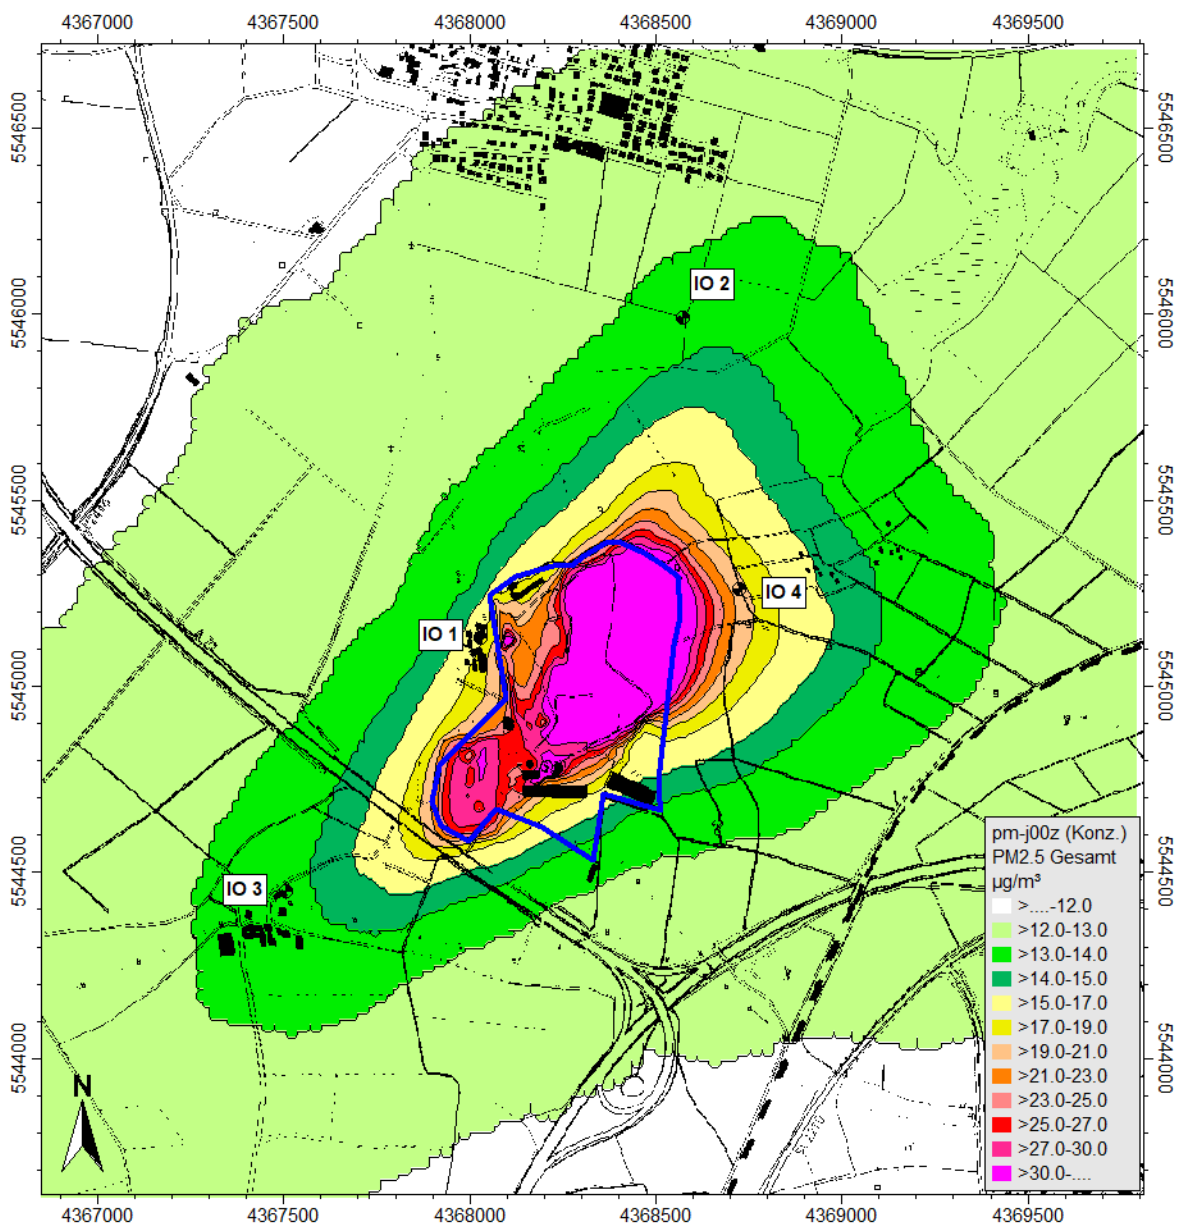 4367000 4367500 4368000 4368500 4369000 4369500
5546500 5546500
IO 2
5546000 5546000
5545500 5545500
IO 4
IO 1
5545000 5545000
IO 3
5544500 5544500
pm-j00z (Konz.)
PM2.5 Gesamt
µg/m³
>....-12.0
>12.0-13.0
>13.0-14.0
>14.0-15.0
>15.0-17.0
>17.0-19.0
>19.0-21.0
>21.0-23.0
>23.0-25.0
>25.0-27.0
>27.0-30.0
>30.0-....
5544000 5544000
N
4367000 4367500 4368000 4368500 4369000 4369500